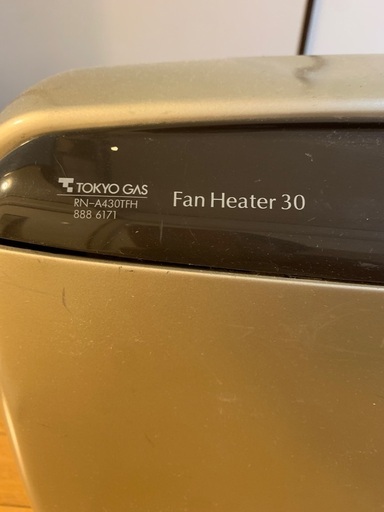 TOKYO GAS
RN-A430TFH
888 6171
Fan Heater 30